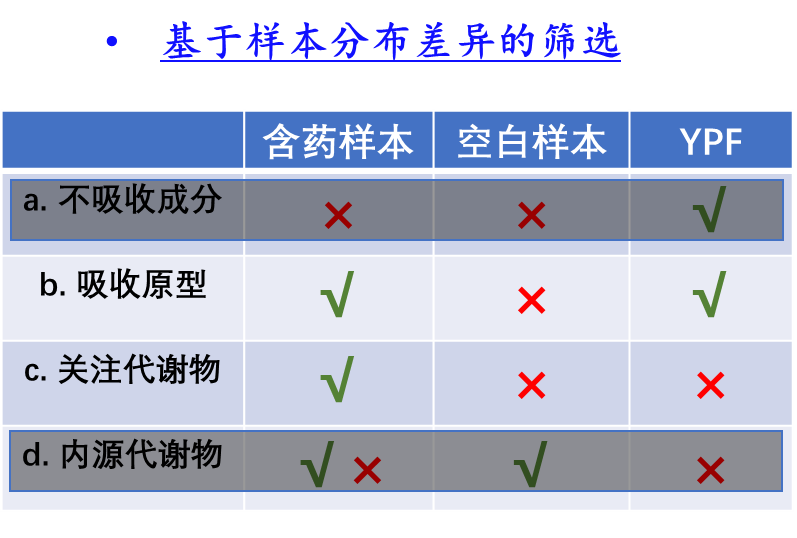 • 基于样本分布差异的筛选
含药样本 空白样本 YPF
a. 不吸收成分 × × √
b. 吸收原型 √ × √
c. 关注代谢物 √ × ×
d. 内源代谢物 √ × √ ×